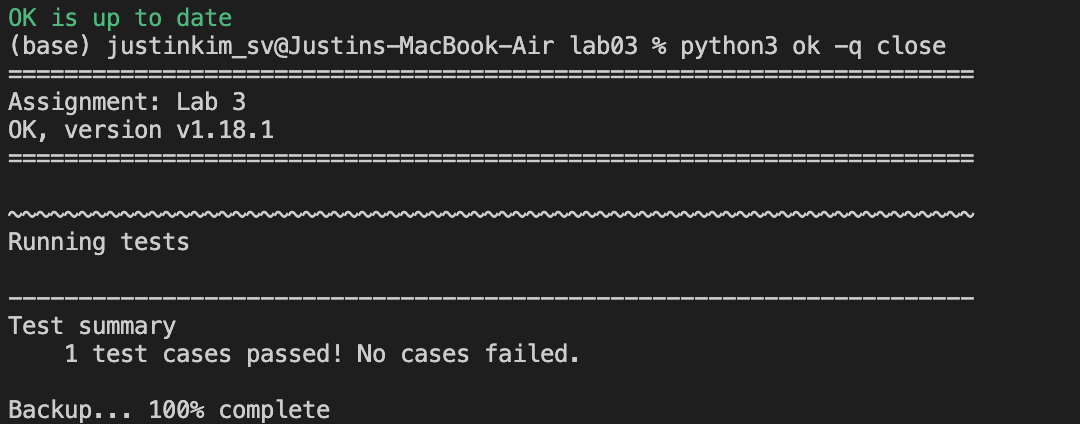 OK is up to date
(base) justinkim_sv@Justins-MacBook-Air lab03 % python3 ok -q close
=====================================================================
Assignment: Lab 3
OK, version v1.18.1
=====================================================================
~~~~~~~~~~~~~~~~~~~~~~~~~~~~~~~~~~~~~~~~~~~~~~~~~~~~~~~~~~~~~~~~~~~~~
Running tests
---------------------------------------------------------------------
Test summary
    1 test cases passed! No cases failed.
Backup... 100% complete